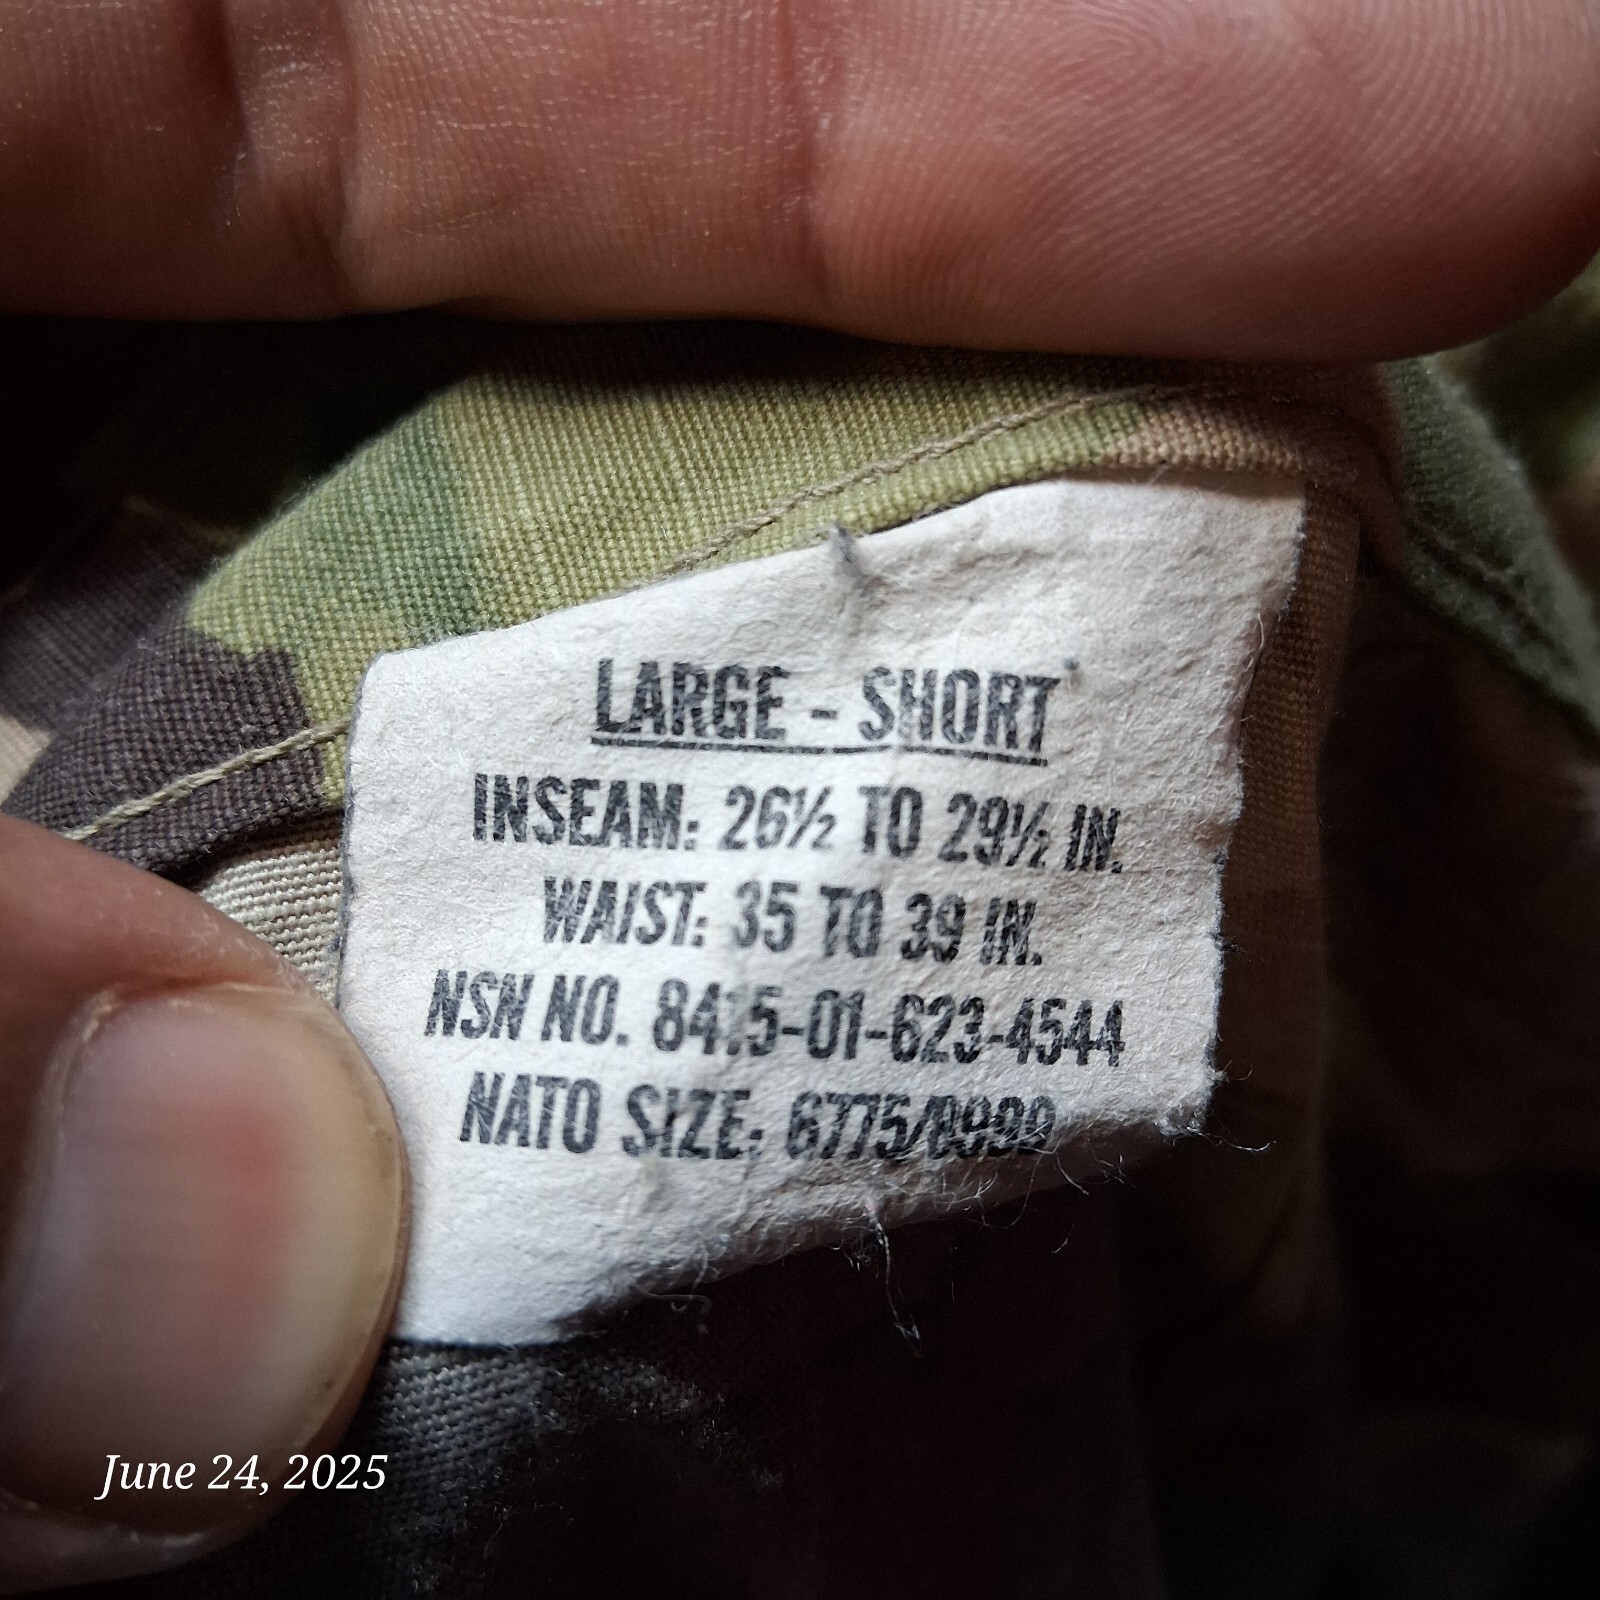 LARGE - SHORT
INSEAM: 26½ TO 29½ IN.
WAIST: 35 TO 39 IN.
NSN NO. 8415-01-623-4544
NATO SIZE: 6775/
June 24, 2025